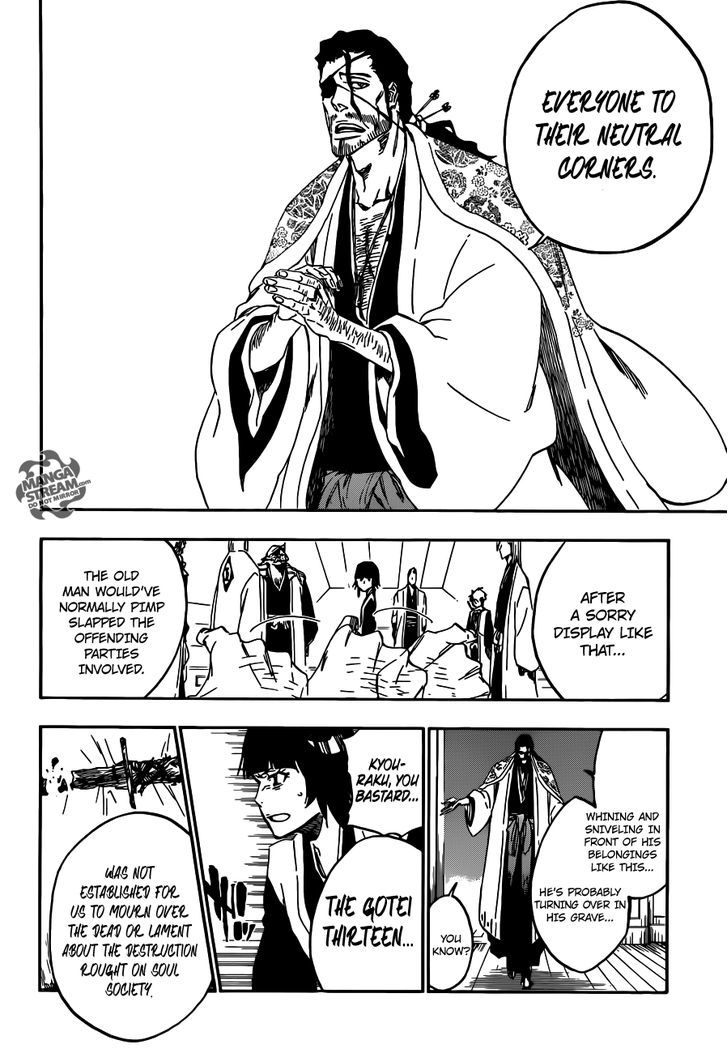 EVERYONE TO
THEIR NEUTRAL
CORNERS.
MANGA
STREAM.com
DO NOT MIRROR
AFTER
A SORRY
DISPLAY LIKE
THAT...
THE OLD
MAN WOULD'VE
NORMALLY PIMP
SLAPPED THE
OFFENDING
PARTIES
INVOLVED.
WHINING AND
SNIVELING IN
FRONT OF HIS
BELONGINGS
LIKE THIS...
HE'S PROBABLY
TURNING OVER IN
HIS GRAVE...
YOU
KNOW?
KYOU-
RAKU, YOU
BASTARD...
THE GOTEI
THIRTEEN...
WAS NOT
ESTABLISHED FOR
US TO MOURN OVER
THE DEAD OR LAMENT
ABOUT THE DESTRUCTION
ROUGHT ON SOUL
SOCIETY.